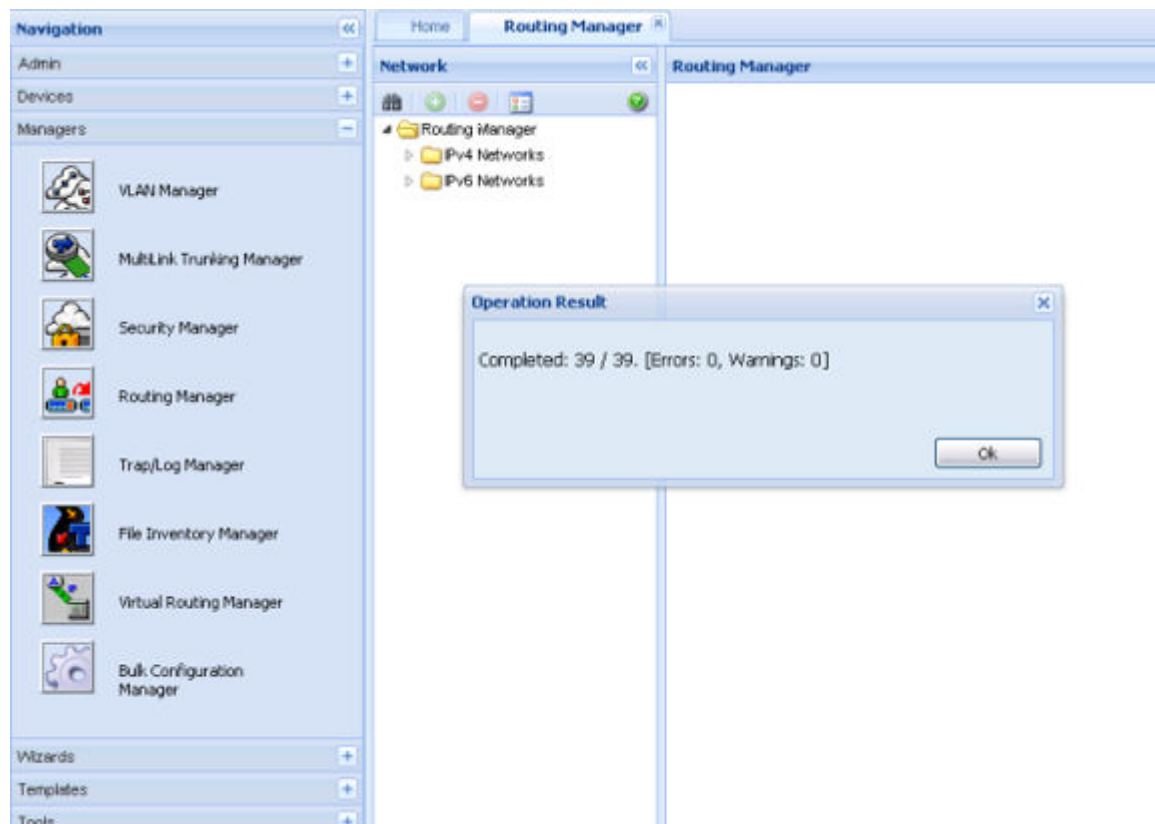 Navigation
Admin
Devices
Managers
VLAN Manager
MultiLink Trunking Manager
Security Manager
Routing Manager
Trap/Log Manager
File Inventory Manager
Virtual Routing Manager
Bulk Configuration
Manager
Wizards
Templates
Tools
Home
Routing Manager
Network
Routing Manager
IPv4 Networks
IPv6 Networks
Routing Manager
Operation Result
Completed: 39 / 39. [Errors: 0, Warnings: 0]
Ok